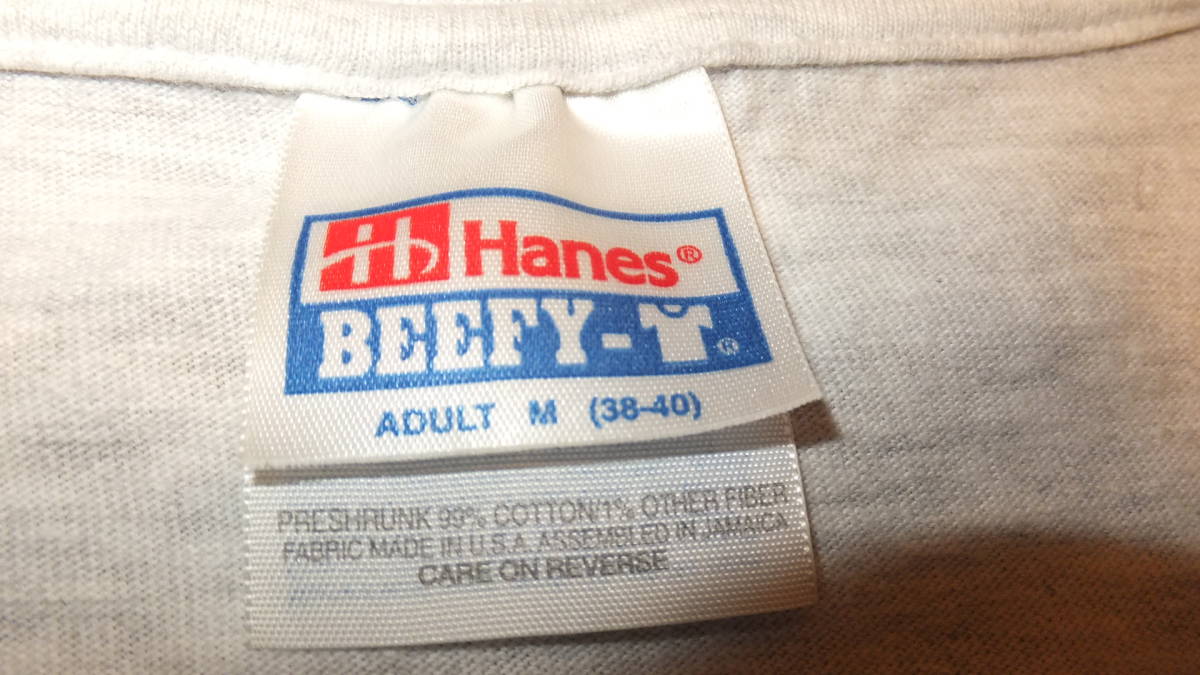 Hanes®
BEEFY-T®
ADULT M (38-40)
PRESHRUNK 99% COTTON/1% OTHER FIBER
FABRIC MADE IN U.S.A. ASSEMBLED IN JAMAICA
CARE ON REVERSE